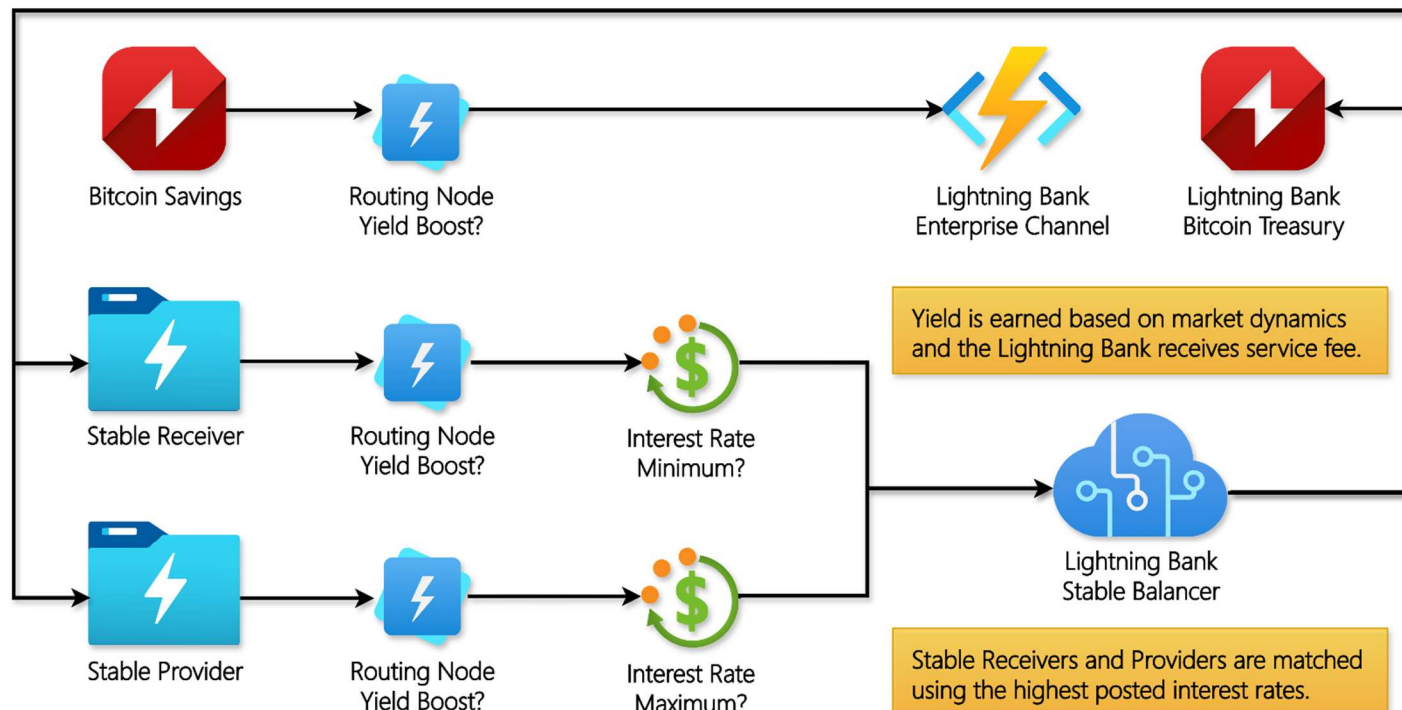 Bitcoin Savings
Routing Node
Yield Boost?
Lightning Bank
Enterprise Channel
Lightning Bank
Bitcoin Treasury
Yield is earned based on market dynamics
and the Lightning Bank receives service fee.
Stable Receiver
Routing Node
Yield Boost?
Interest Rate
Minimum?
Lightning Bank
Stable Balancer
Stable Provider
Routing Node
Yield Boost?
Interest Rate
Maximum?
Stable Receivers and Providers are matched
using the highest posted interest rates.